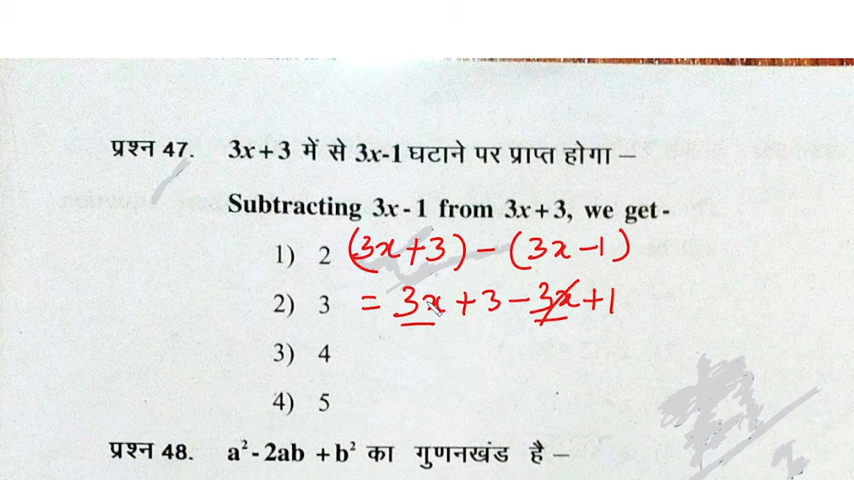 प्रश्न 47. 3x+3 में से 3x-1 घटाने पर प्राप्त होगा –
Subtracting 3x-1 from 3x+3, we get-
1) 2 (3x+3) - (3x-1)
2) 3 = 3x+3-3x+1
3) 4
4) 5
प्रश्न 48. a²-2ab+b² का गुणनखंड है –